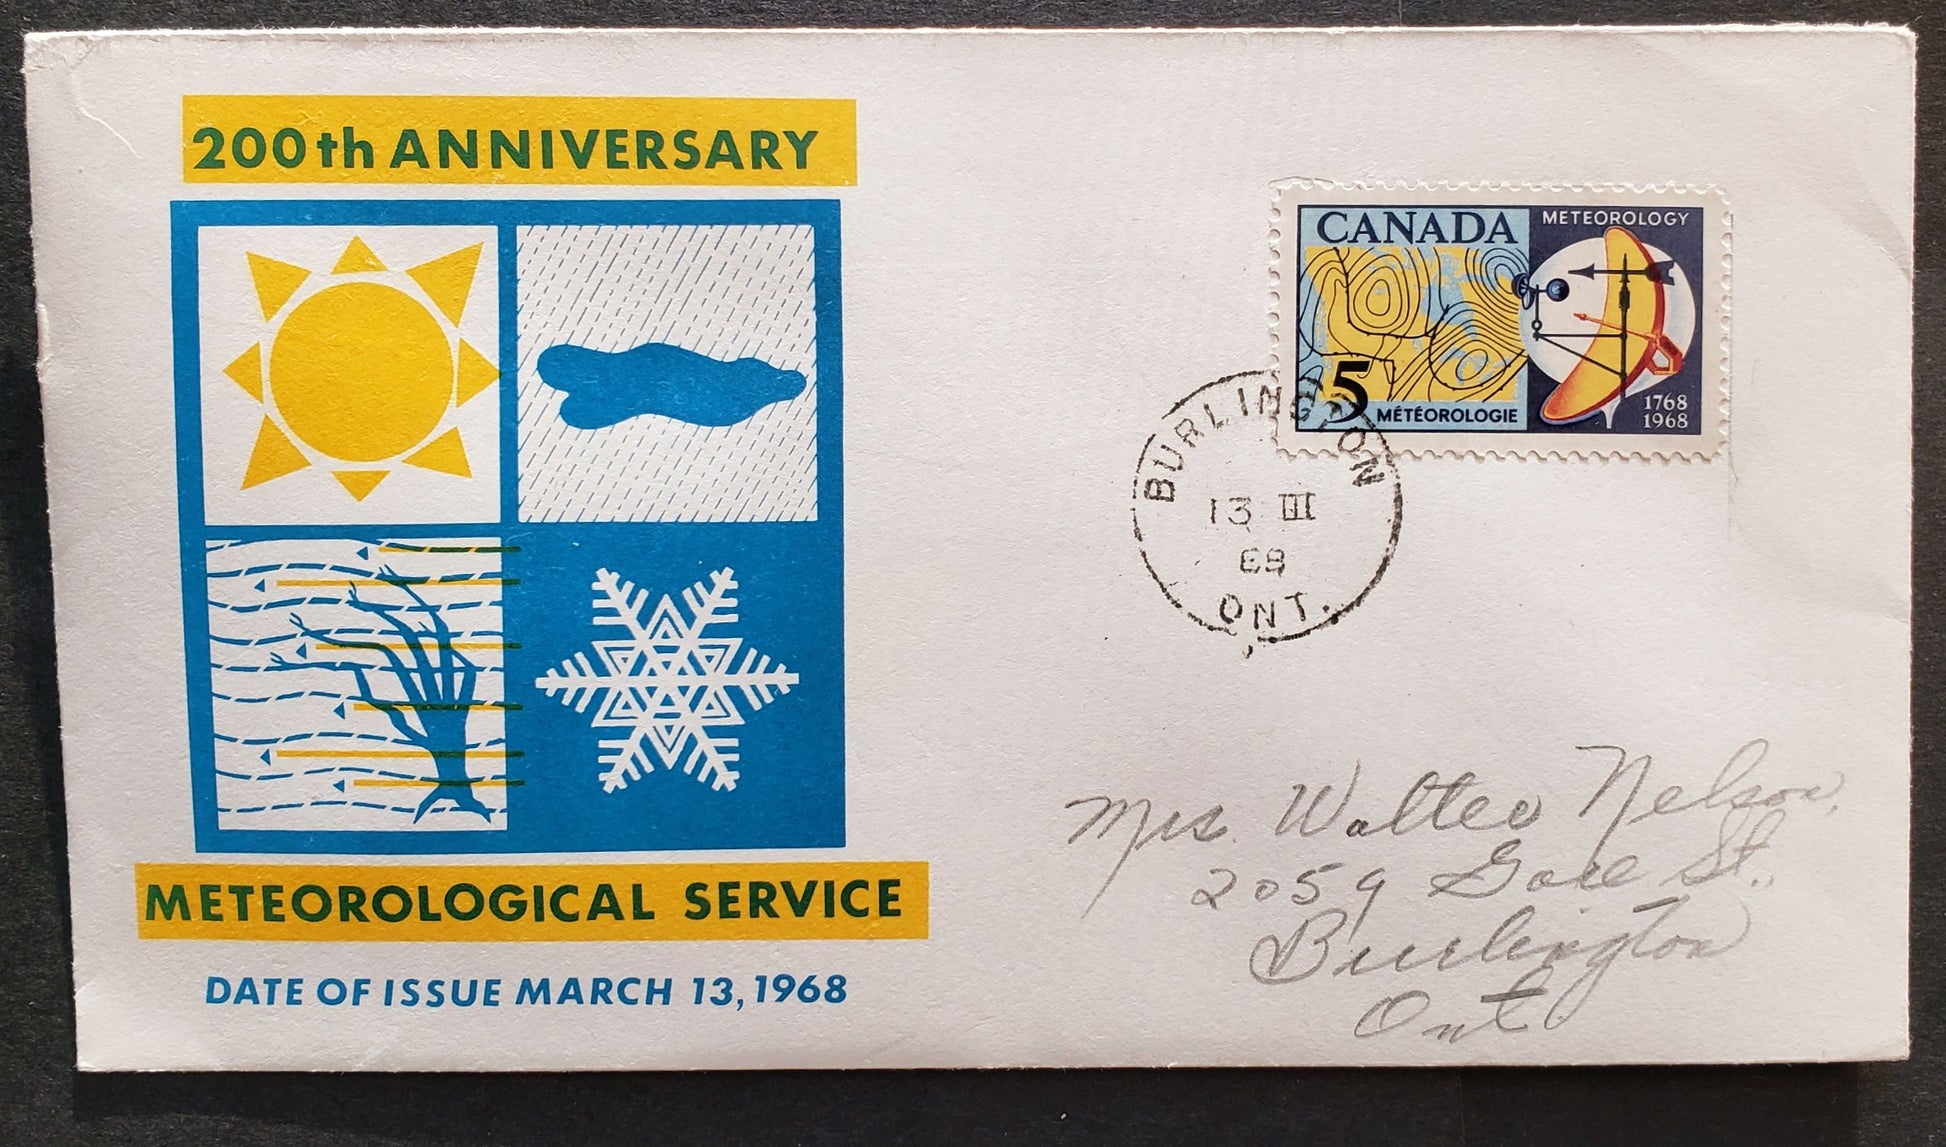 200th ANNIVERSARY
METEOROLOGICAL SERVICE
DATE OF ISSUE MARCH 13, 1968
CANADA
METEOROLOGY
5
MÉTÉOROLOGIE
1768
1968
BURLINGTON
13 III
68
ONT.
Mrs. Walter Nelson,
2059 Gore St.,
Burlington
Ont